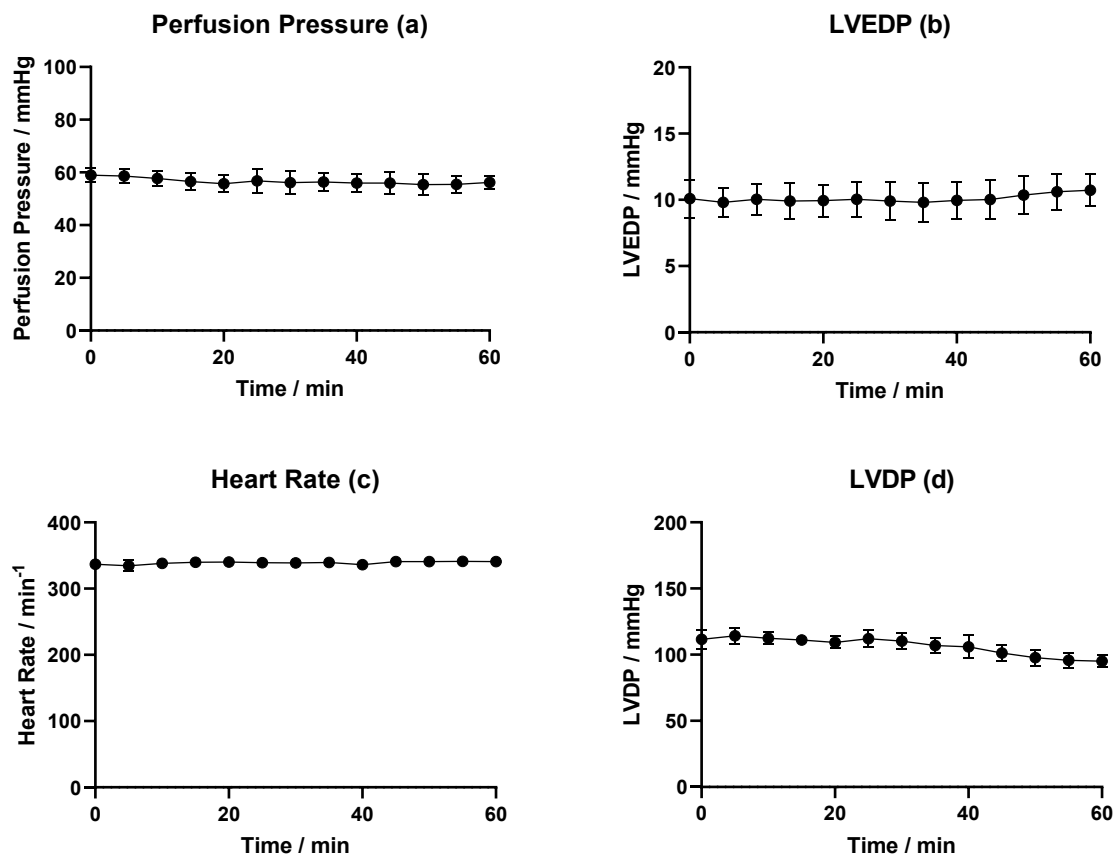 Perfusion Pressure (a)
Perfusion Pressure / mmHg
100
80
60
40
20
0
0 20 40 60
Time / min
LVEDP (b)
LVEDP / mmHg
20
15
10
5
0
0 20 40 60
Time / min
Heart Rate (c)
Heart Rate / min⁻¹
400
300
200
100
0
0 20 40 60
Time / min
LVDP (d)
LVDP / mmHg
200
150
100
50
0
0 20 40 60
Time / min